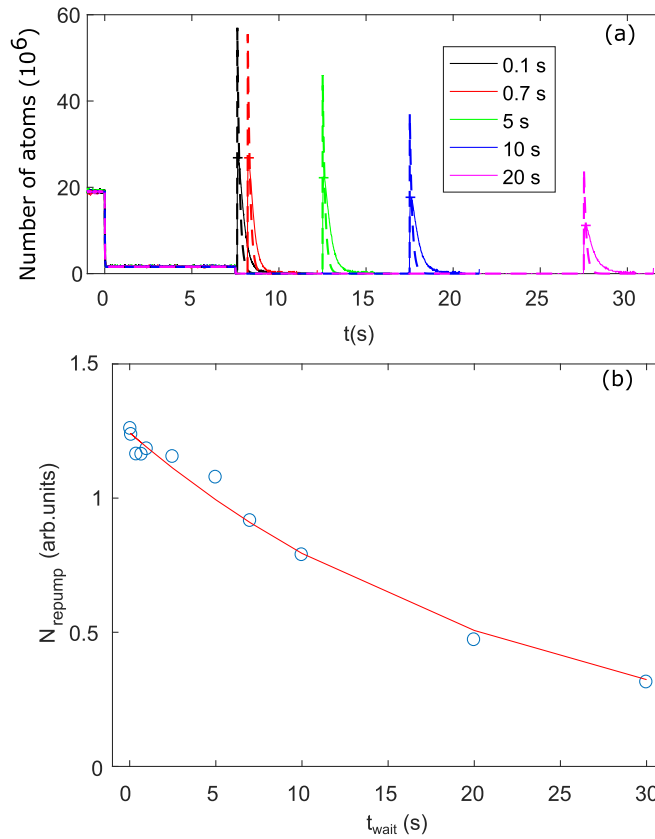 (a)
60
40
20
0
Number of atoms (10⁶)
0.1 s
0.7 s
5 s
10 s
20 s
0 5 10 15 20 25 30
t(s)
(b)
1.5
1
0.5
0
N_repump (arb.units)
0 5 10 15 20 25 30
t_wait (s)